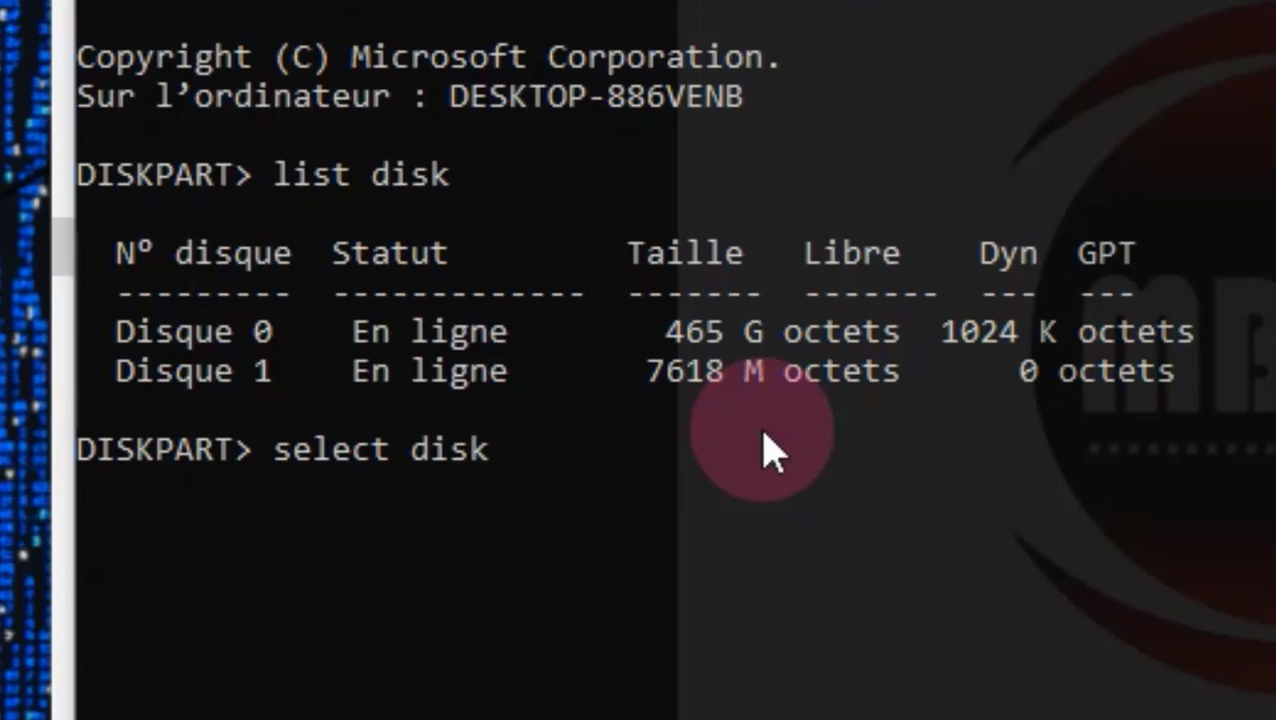 Copyright (C) Microsoft Corporation.
Sur l’ordinateur : DESKTOP-886VENB
DISKPART> list disk
N° disque  Statut         Taille   Libre    Dyn  GPT
---------  -------------  -------  -------  ---  ---
Disque 0    En ligne        465 G octets  1024 K octets
Disque 1    En ligne       7618 M octets      0 octets
DISKPART> select disk